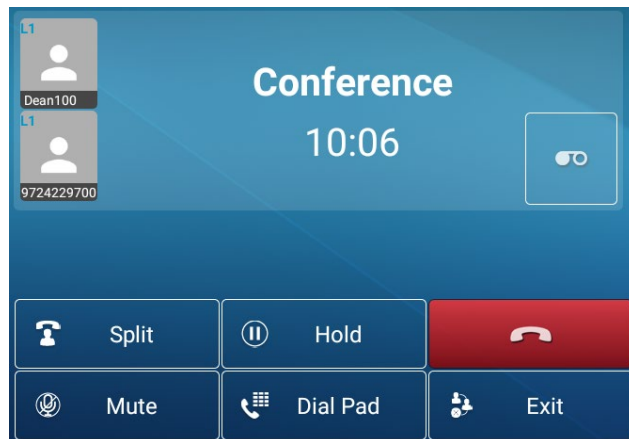 L1
Dean100
L1
9724229700
Conference
10:06
Split
Hold
Mute
Dial Pad
Exit